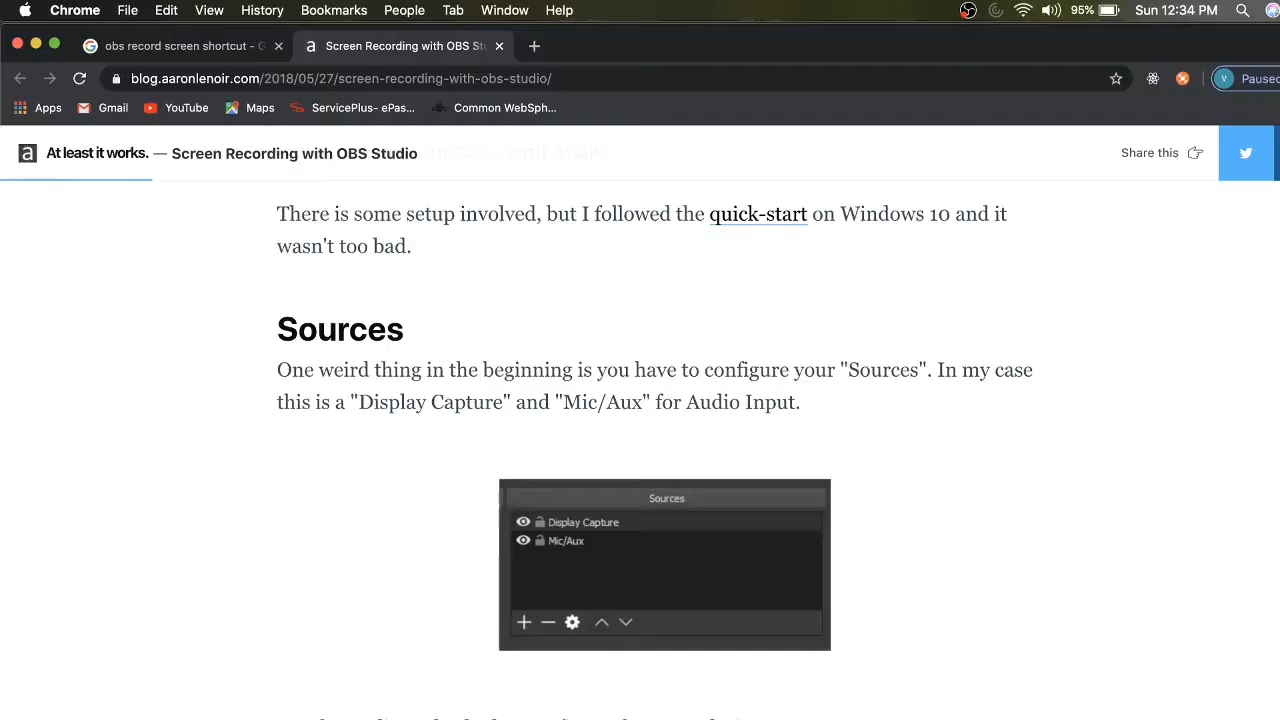 Chrome File Edit View History Bookmarks People Tab Window Help 95% Sun 12:34 PM
obs record screen shortcut - G
Screen Recording with OBS Stu
blog.aaronlenoir.com/2018/05/27/screen-recording-with-obs-studio/
V Paused
Apps Gmail YouTube Maps ServicePlus- ePas... Common WebSph...
a At least it works. — Screen Recording with OBS Studio
Share this
There is some setup involved, but I followed the quick-start on Windows 10 and it
wasn't too bad.
Sources
One weird thing in the beginning is you have to configure your "Sources". In my case
this is a "Display Capture" and "Mic/Aux" for Audio Input.
Sources
Display Capture
Mic/Aux